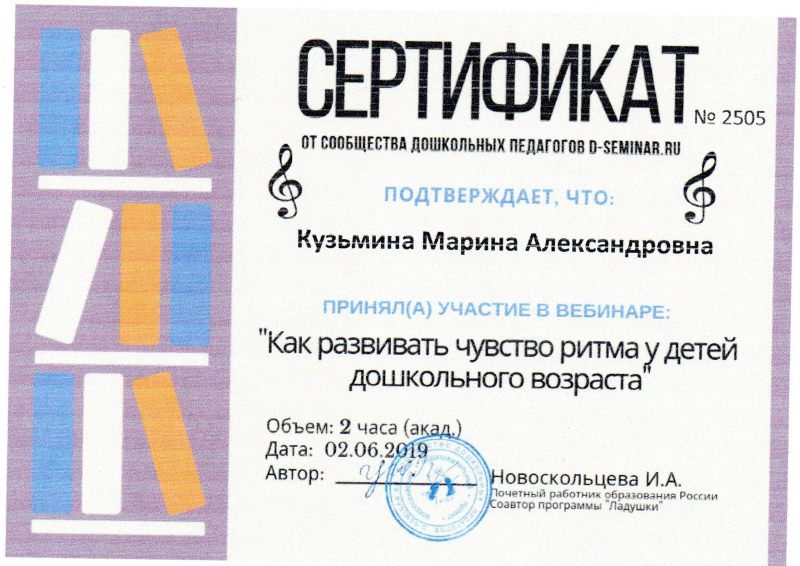 СЕРТИФИКАТ
№ 2505
ОТ СООБЩЕСТВА ДОШКОЛЬНЫХ ПЕДАГОГОВ D-SEMINAR.RU
ПОДТВЕРЖДАЕТ, ЧТО:
Кузьмина Марина Александровна
ПРИНЯЛ(А) УЧАСТИЕ В ВЕБИНАРЕ:
"Как развивать чувство ритма у детей
дошкольного возраста"
Объем: 2 часа (акад.)
Дата: 02.06.2019
Автор:
Новоскольцева И.А.
Почетный работник образования России
Соавтор программы "Ладушки"